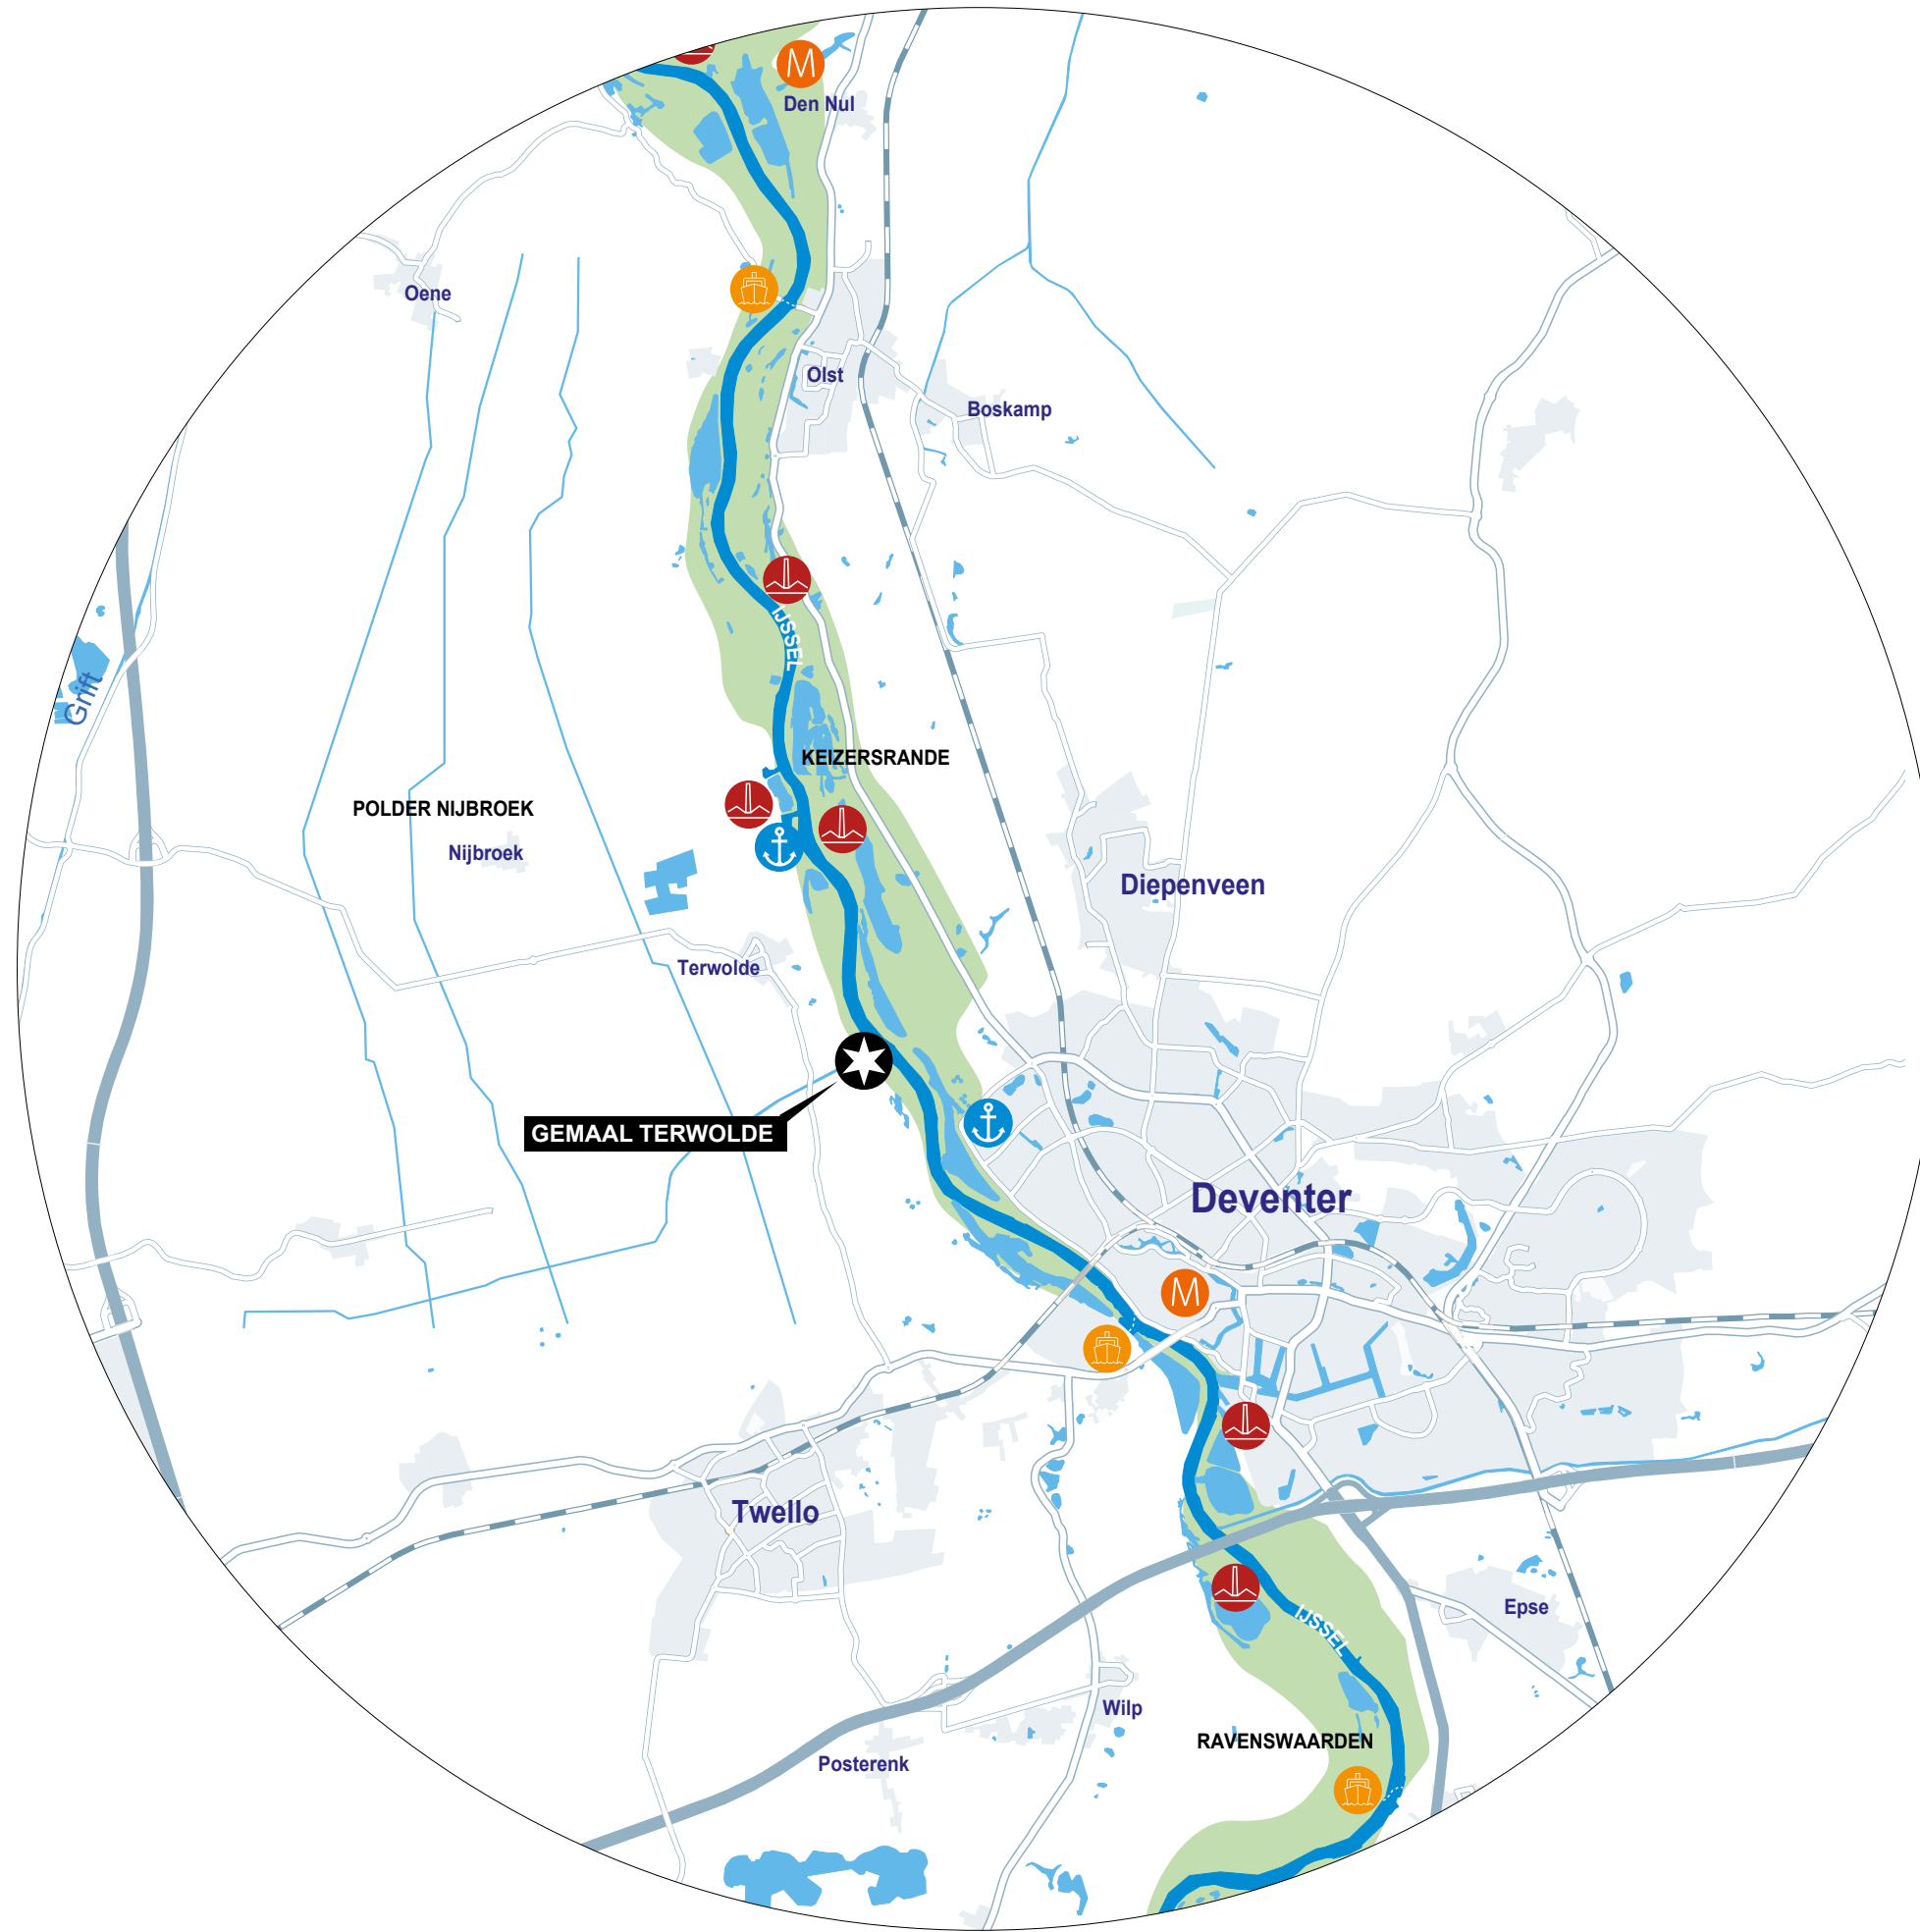 M
Den Nul
Oene
Olst
Boskamp
IJSSEL
Grift
KEIZERSRANDE
POLDER NIJBROEK
Nijbroek
Diepenveen
Terwolde
GEMAAL TERWOLDE
Deventer
M
Twello
Epse
IJSSEL
Wilp
RAVENSWAARDEN
Posterenk